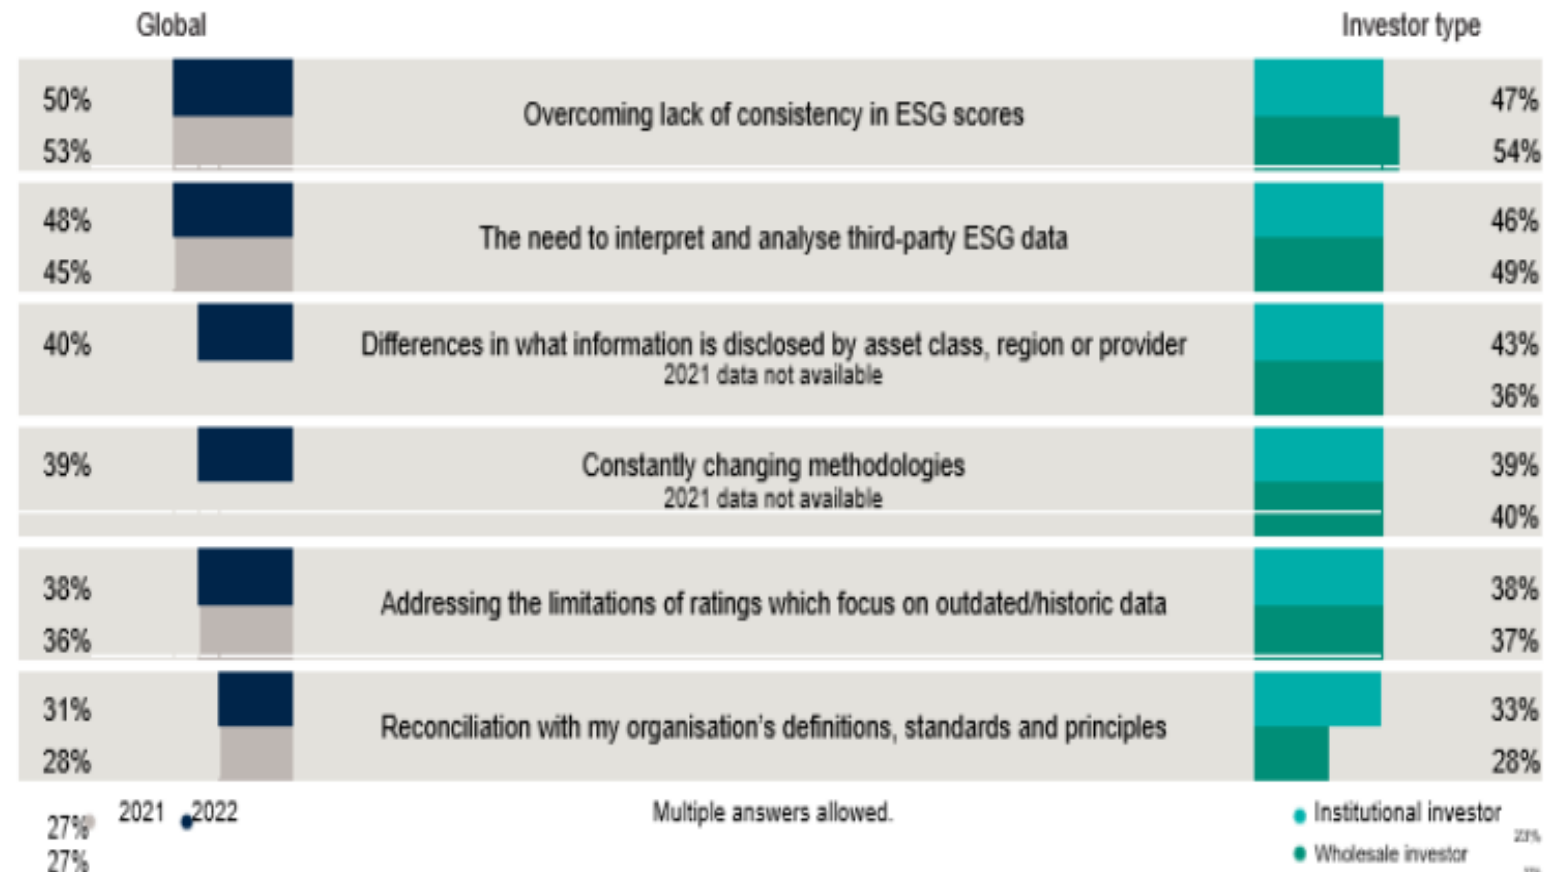 Global
Investor type
50%
Overcoming lack of consistency in ESG scores
47%
53%
54%
48%
The need to interpret and analyse third-party ESG data
46%
45%
49%
40%
Differences in what information is disclosed by asset class, region or provider
43%
2021 data not available
36%
39%
Constantly changing methodologies
39%
2021 data not available
40%
38%
Addressing the limitations of ratings which focus on outdated/historic data
38%
36%
37%
31%
Reconciliation with my organisation's definitions, standards and principles
33%
28%
28%
27%
2021
2022
Multiple answers allowed.
Institutional investor
Wholesale investor
27%